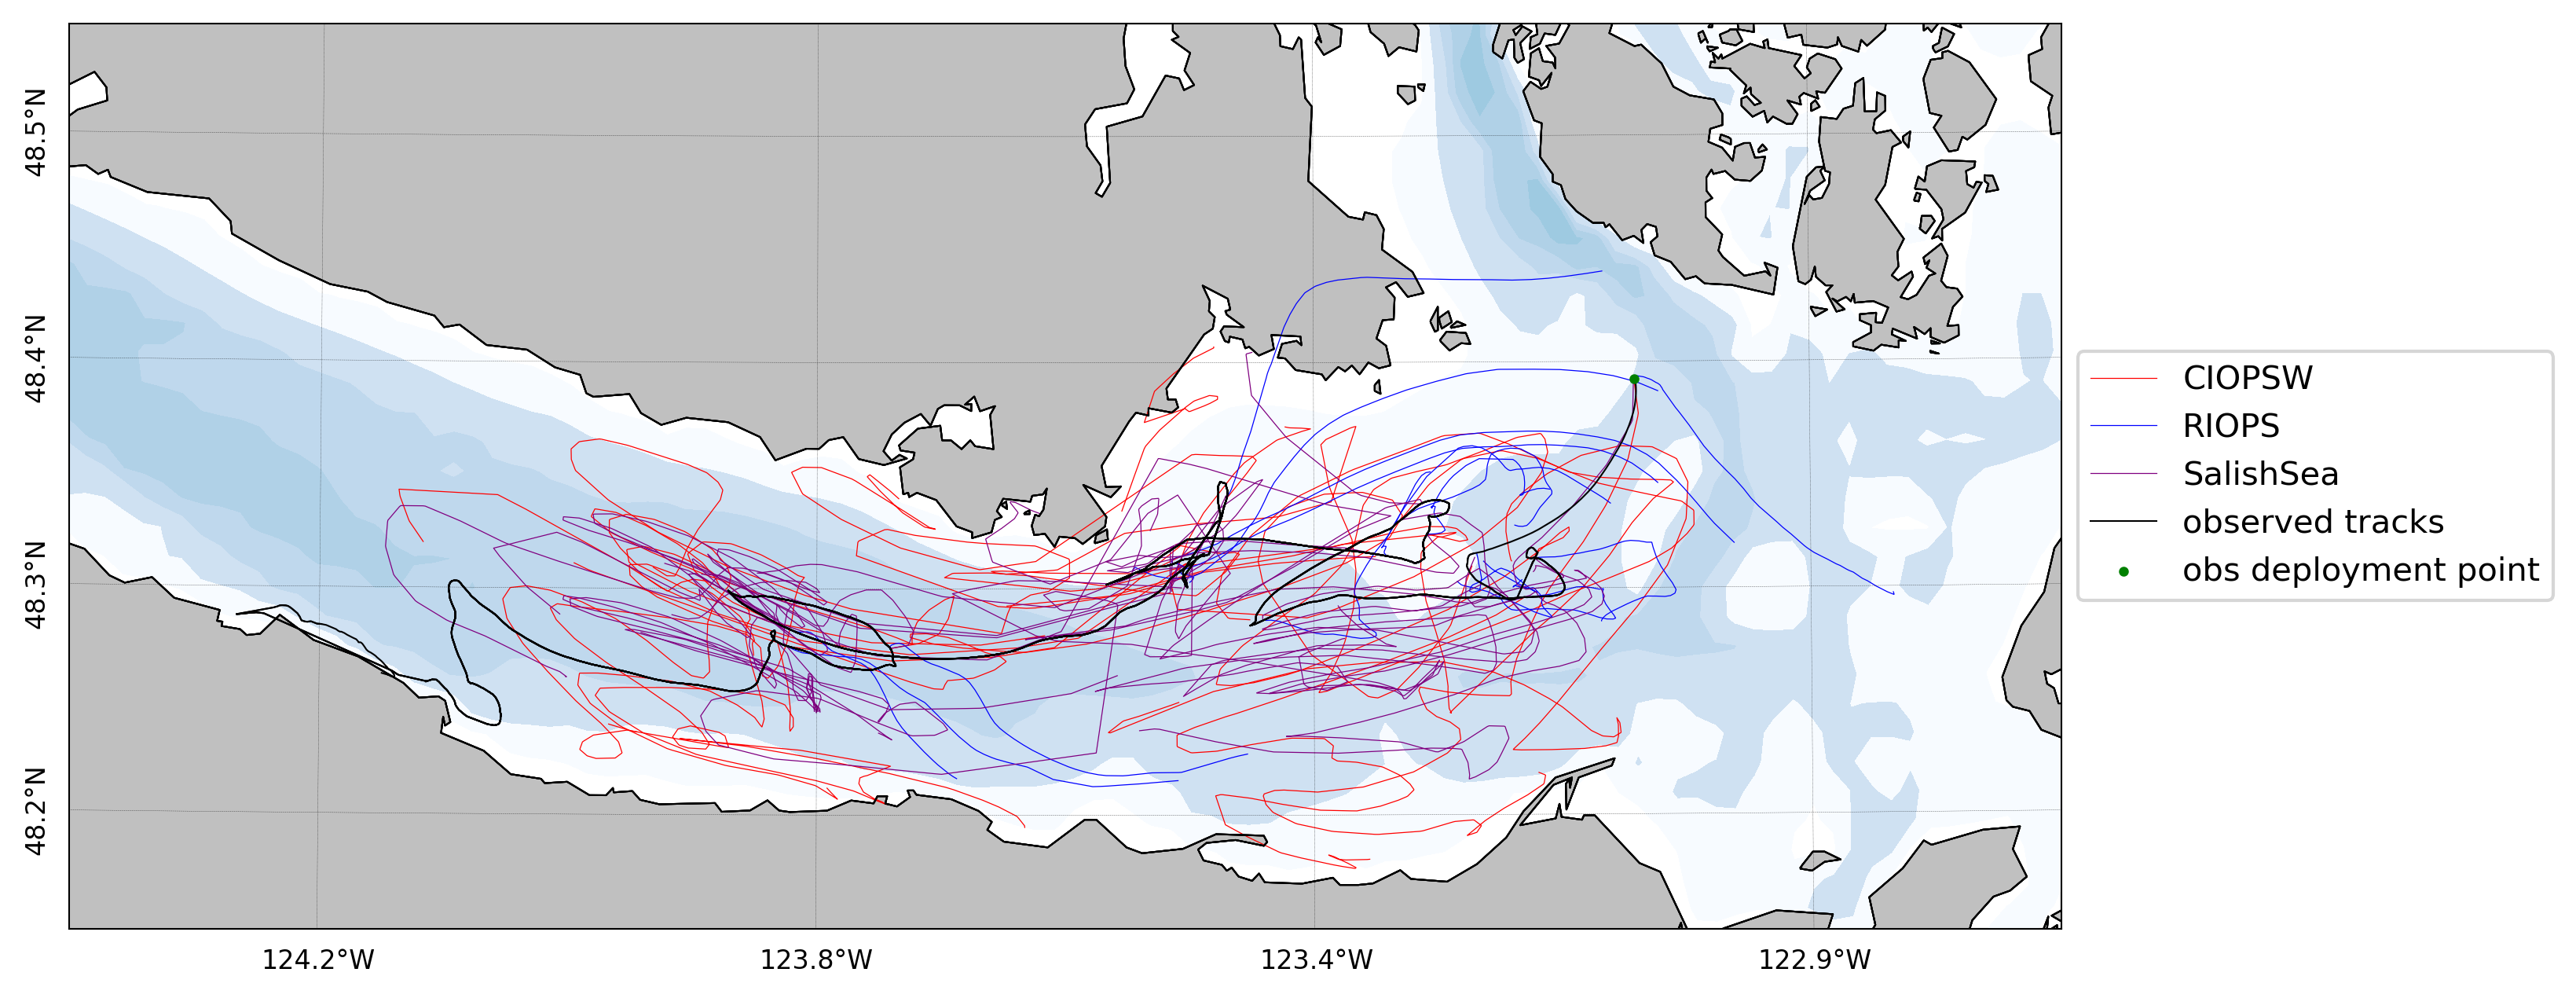 48.5°N
48.4°N
48.3°N
48.2°N
124.2°W
123.8°W
123.4°W
122.9°W
CIOPSW
RIOPS
SalishSea
observed tracks
obs deployment point